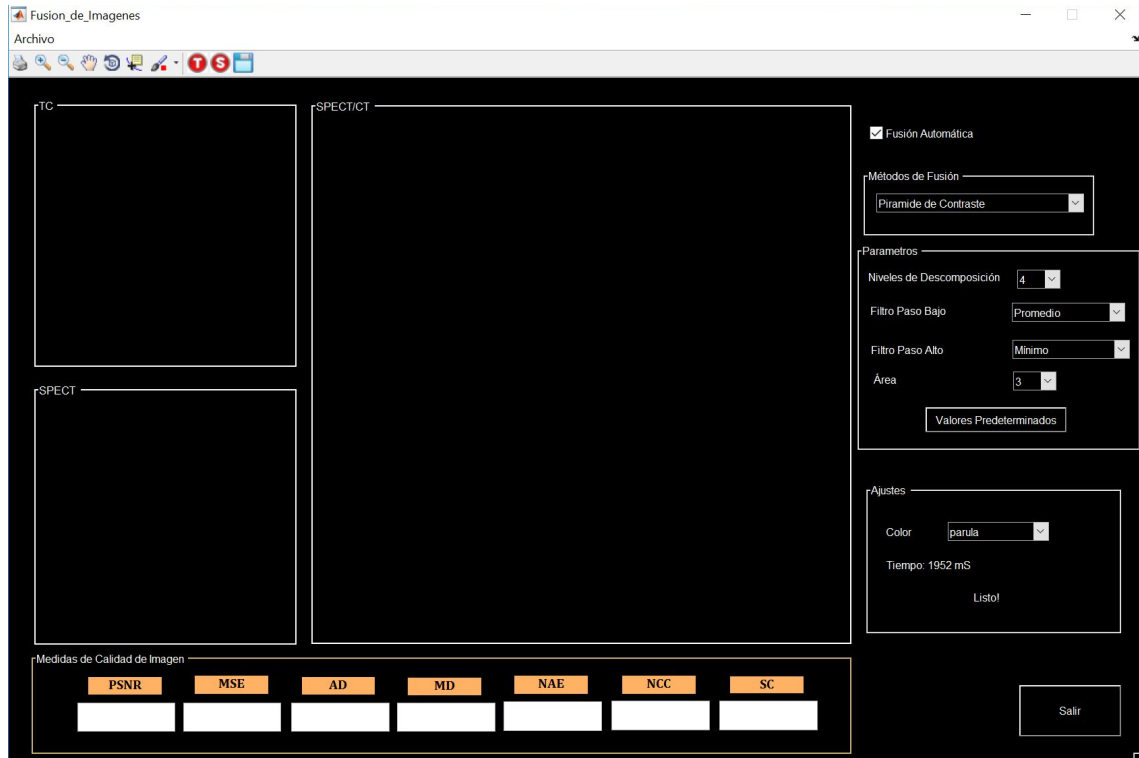 Fusion_de_Imagenes
Archivo
T S
TC
SPECT/CT
Fusión Automática
Métodos de Fusión
Piramide de Contraste
Parametros
Niveles de Descomposición 4
Filtro Paso Bajo Promedio
Filtro Paso Alto Mínimo
Área 3
Valores Predeterminados
SPECT
Ajustes
Color parula
Tiempo: 1952 mS
Listo!
Medidas de Calidad de Imagen
PSNR MSE AD MD NAE NCC SC
Salir